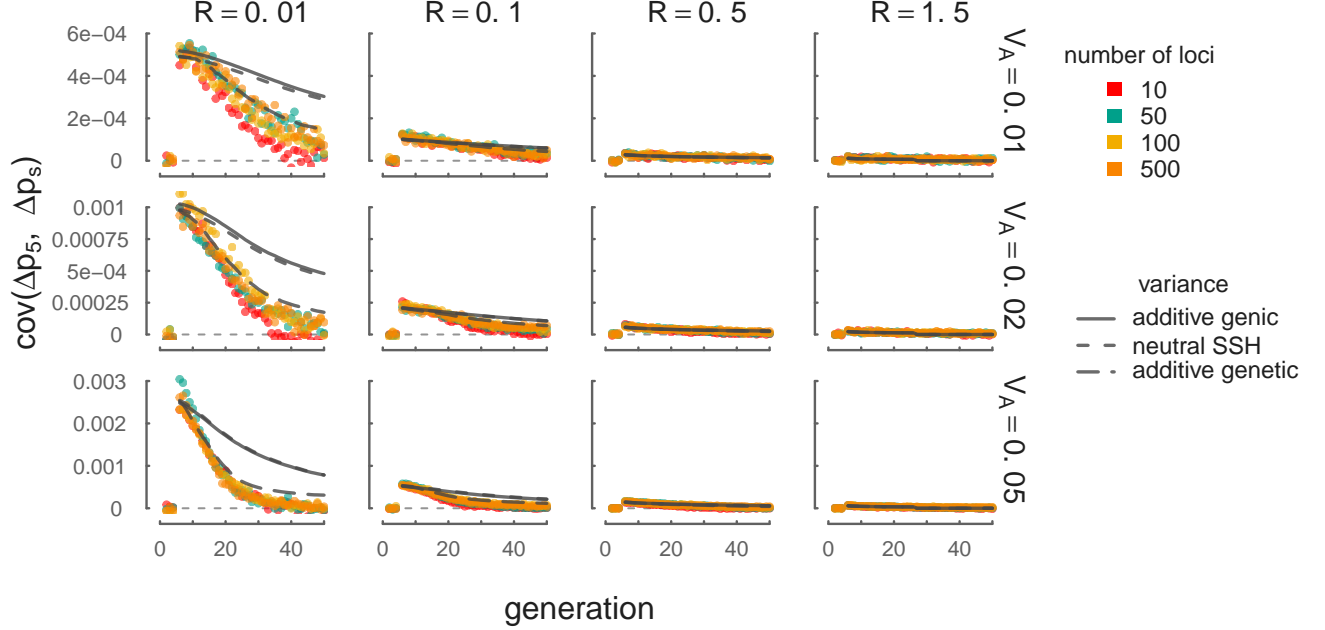 R = 0. 01 R = 0. 1 R = 0. 5 R = 1. 5
6e−04
4e−04
2e−04
0
V_A = 0. 01
0.001
0.00075
5e−04
0.00025
0
V_A = 0. 02
0.003
0.002
0.001
0
V_A = 0. 05
0 20 40 0 20 40 0 20 40 0 20 40
cov(Δp₅, Δpₛ)
generation
number of loci
10
50
100
500
variance
additive genic
neutral SSH
additive genetic